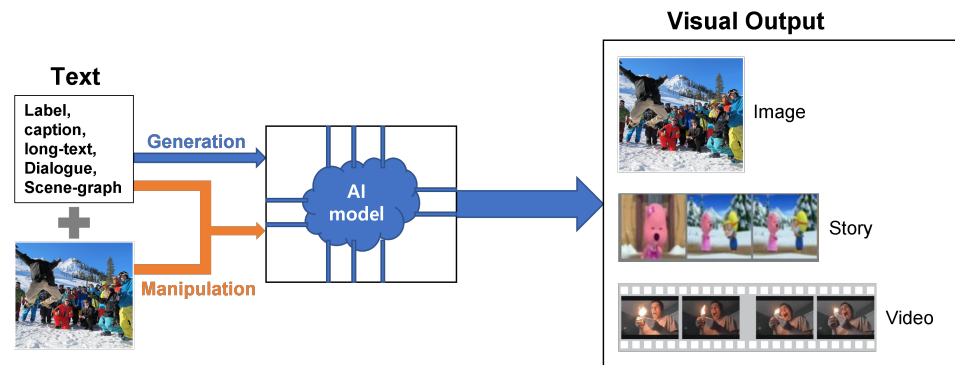 Visual Output
Text
Label,
caption,
long-text,
Dialogue,
Scene-graph
Generation
Manipulation
AI
model
Image
Story
Video